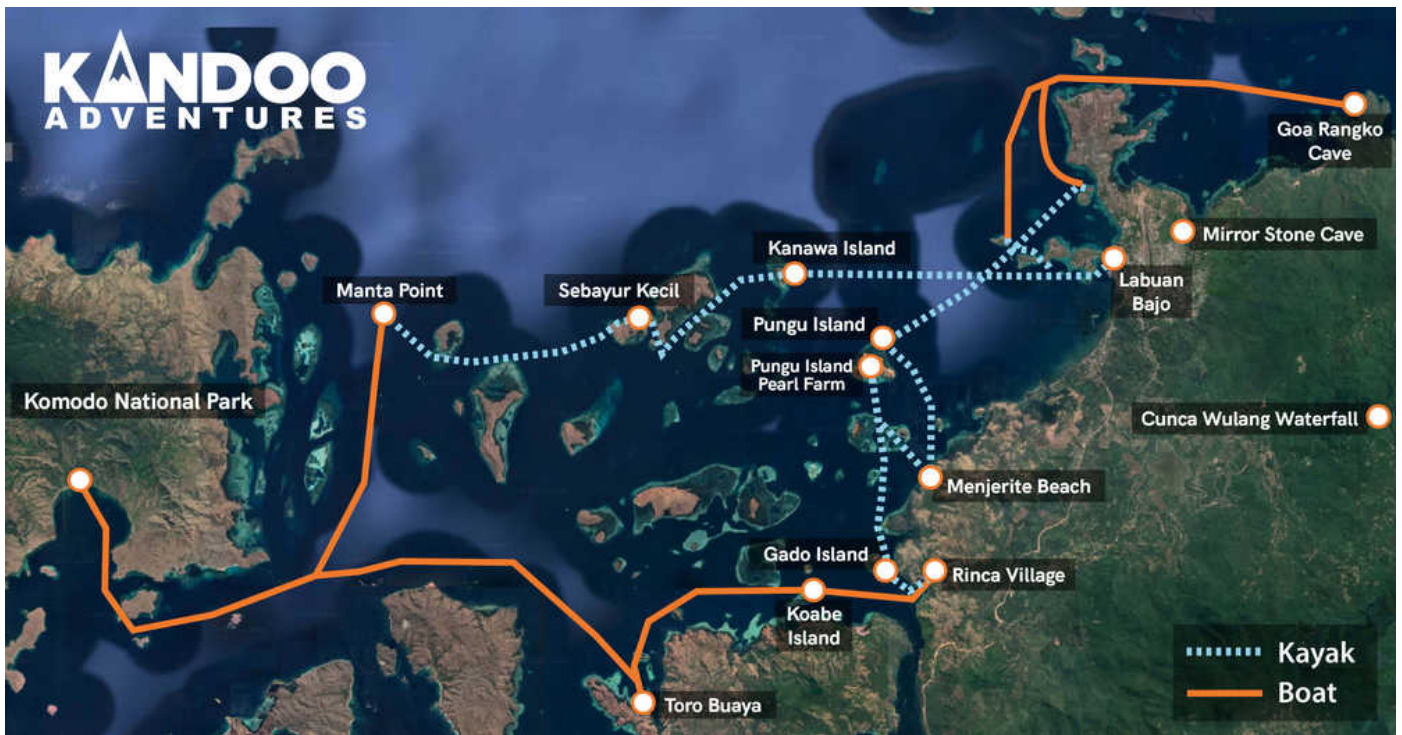 KANDOO
ADVENTURES
Goa Rangko
Cave
Mirror Stone Cave
Kanawa Island
Labuan
Bajo
Manta Point
Sebayur Kecil
Pungu Island
Pungu Island
Pearl Farm
Komodo National Park
Cunca Wulang Waterfall
Menjerite Beach
Gado Island
Rinca Village
Koabe
Island
Toro Buaya
Kayak
Boat